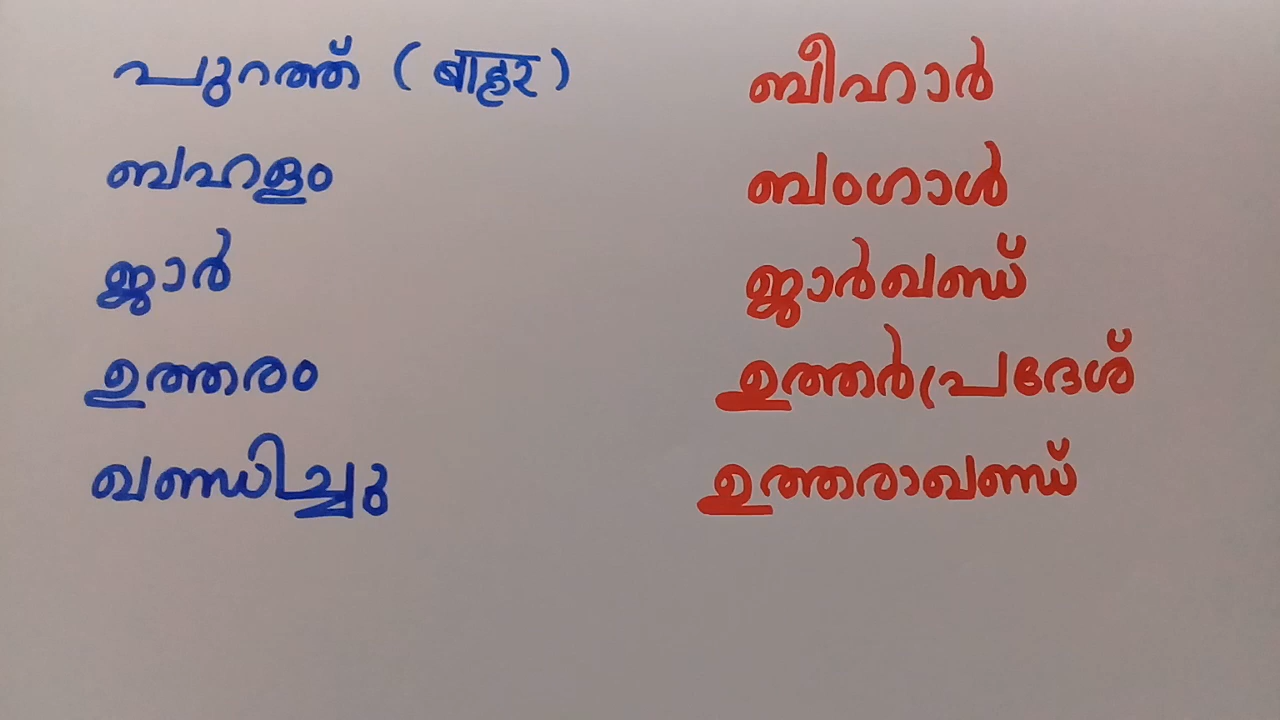 പുറത്ത് (बाहर) ബീഹാർ
ബഹളം ബംഗാൾ
ജാർ ജാർഖണ്ഡ്
ഉത്തരം ഉത്തർപ്രദേശ്
ഖണ്ഡിച്ചു ഉത്തരാഖണ്ഡ്